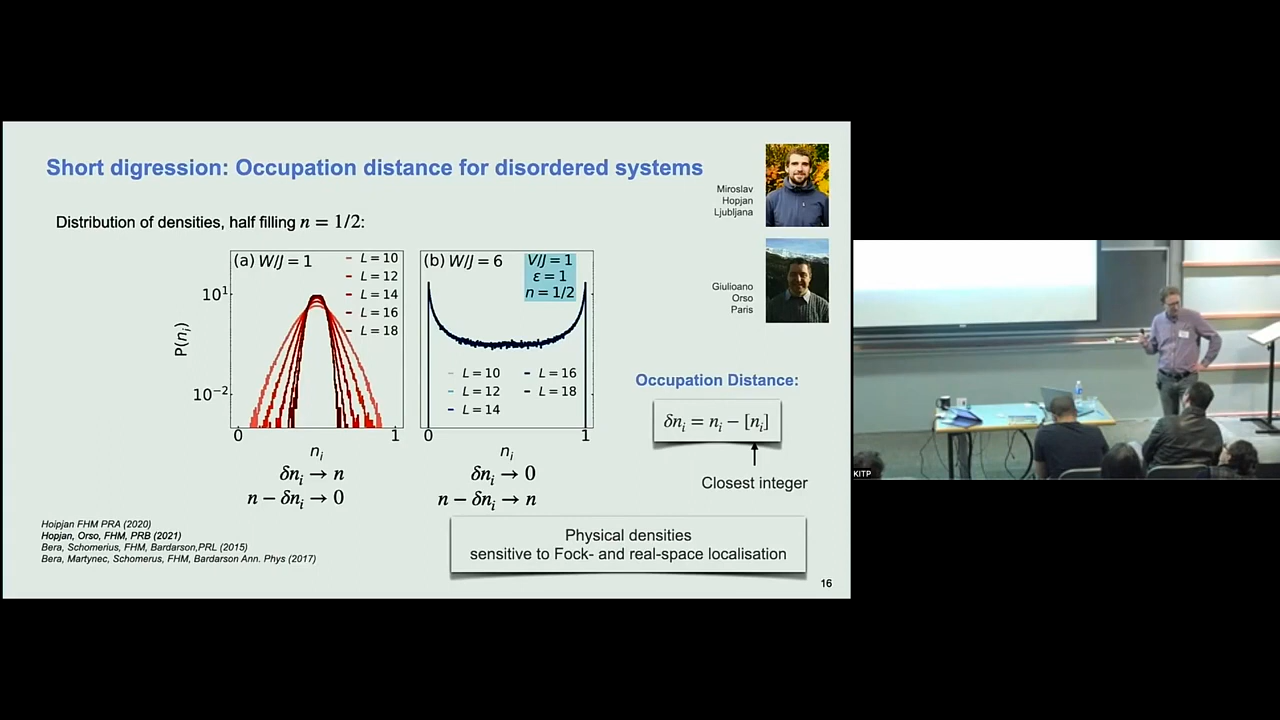 Short digression: Occupation distance for disordered systems
Miroslav
Hopjan
Ljubljana
Distribution of densities, half filling n = 1/2:
(a) W/J = 1
L = 10
L = 12
L = 14
L = 16
L = 18
(b) W/J = 6
V/J = 1
ε = 1
n = 1/2
L = 10
L = 12
L = 14
L = 16
L = 18
P(nᵢ)
10¹
10⁻²
0
1
nᵢ
0
1
nᵢ
Giulioano
Orso
Paris
Occupation Distance:
δnᵢ = nᵢ − [nᵢ]
Closest integer
δnᵢ → n
n − δnᵢ → 0
δnᵢ → 0
n − δnᵢ → n
Hoipjan FHM PRA (2020)
Hopjan, Orso, FHM, PRB (2021)
Bera, Schomerius, FHM, Bardarson,PRL (2015)
Bera, Martynec, Schomerus, FHM, Bardarson Ann. Phys (2017)
Physical densities
sensitive to Fock- and real-space localisation
16
KITP